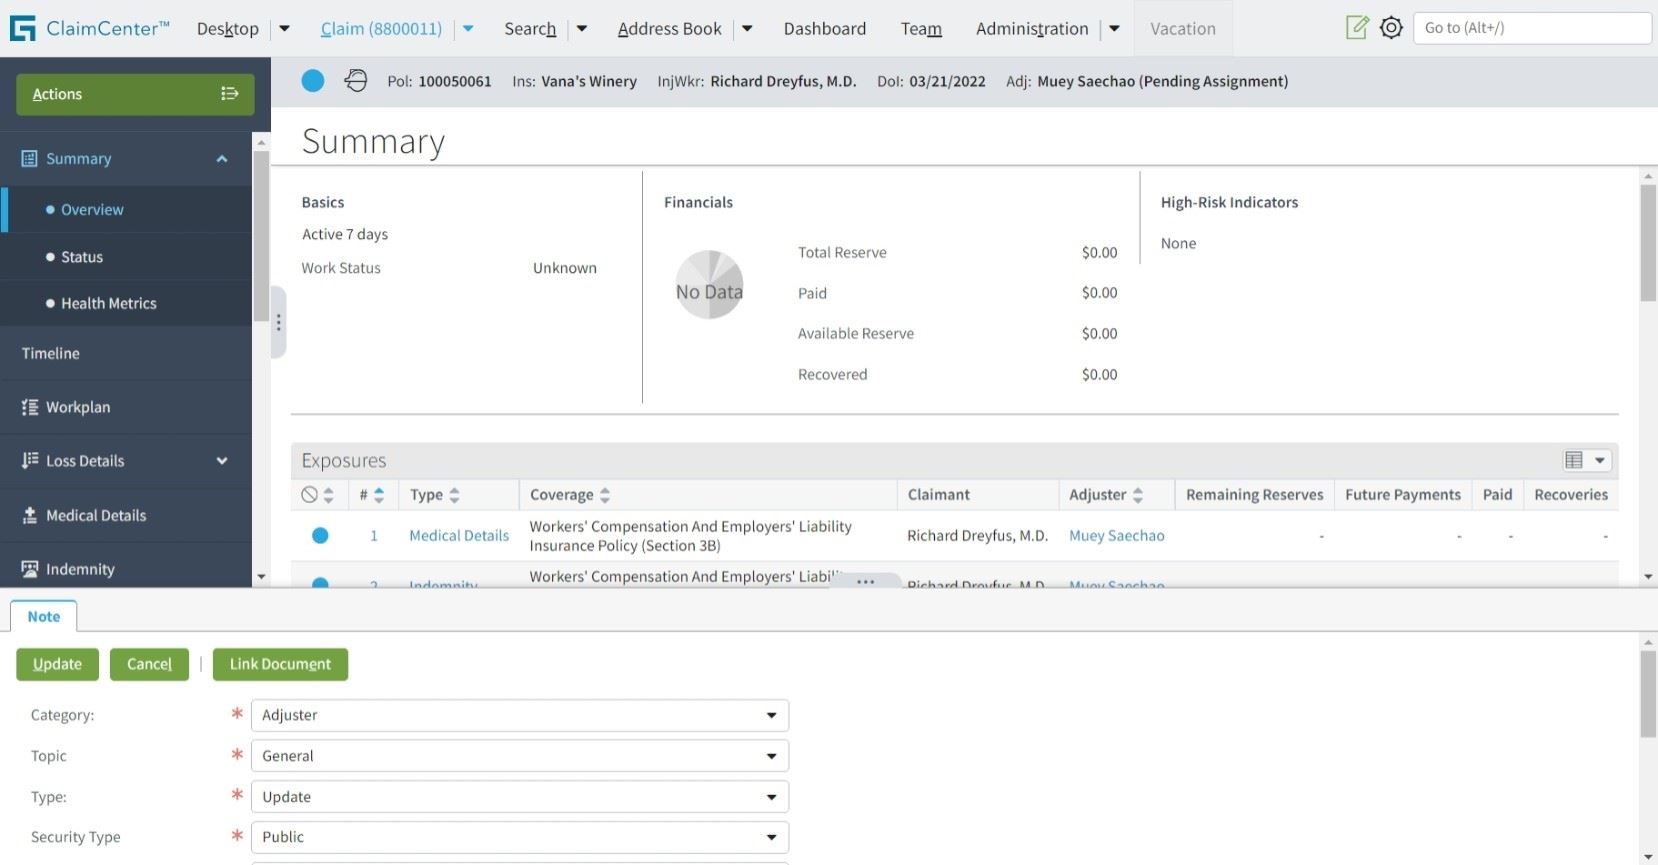 ClaimCenter™ Desktop Claim (8800011) Search Address Book Dashboard Team Administration Vacation Go to (Alt+/)
Actions
Pol: 100050061 Ins: Vana's Winery InjWkr: Richard Dreyfus, M.D. DoI: 03/21/2022 Adj: Muey Saechao (Pending Assignment)
Summary
Overview
Status
Health Metrics
Timeline
Workplan
Loss Details
Medical Details
Indemnity
Summary
Basics
Active 7 days
Work Status Unknown
Financials
No Data
Total Reserve $0.00
Paid $0.00
Available Reserve $0.00
Recovered $0.00
High-Risk Indicators
None
Exposures
# Type Coverage Claimant Adjuster Remaining Reserves Future Payments Paid Recoveries
1 Medical Details Workers' Compensation And Employers' Liability Insurance Policy (Section 3B) Richard Dreyfus, M.D. Muey Saechao - - - -
2 Indemnity Workers' Compensation And Employers' Richard Dreyfus, M.D. Muey Saechao
Note
Update Cancel | Link Document
Category: * Adjuster
Topic * General
Type: * Update
Security Type * Public